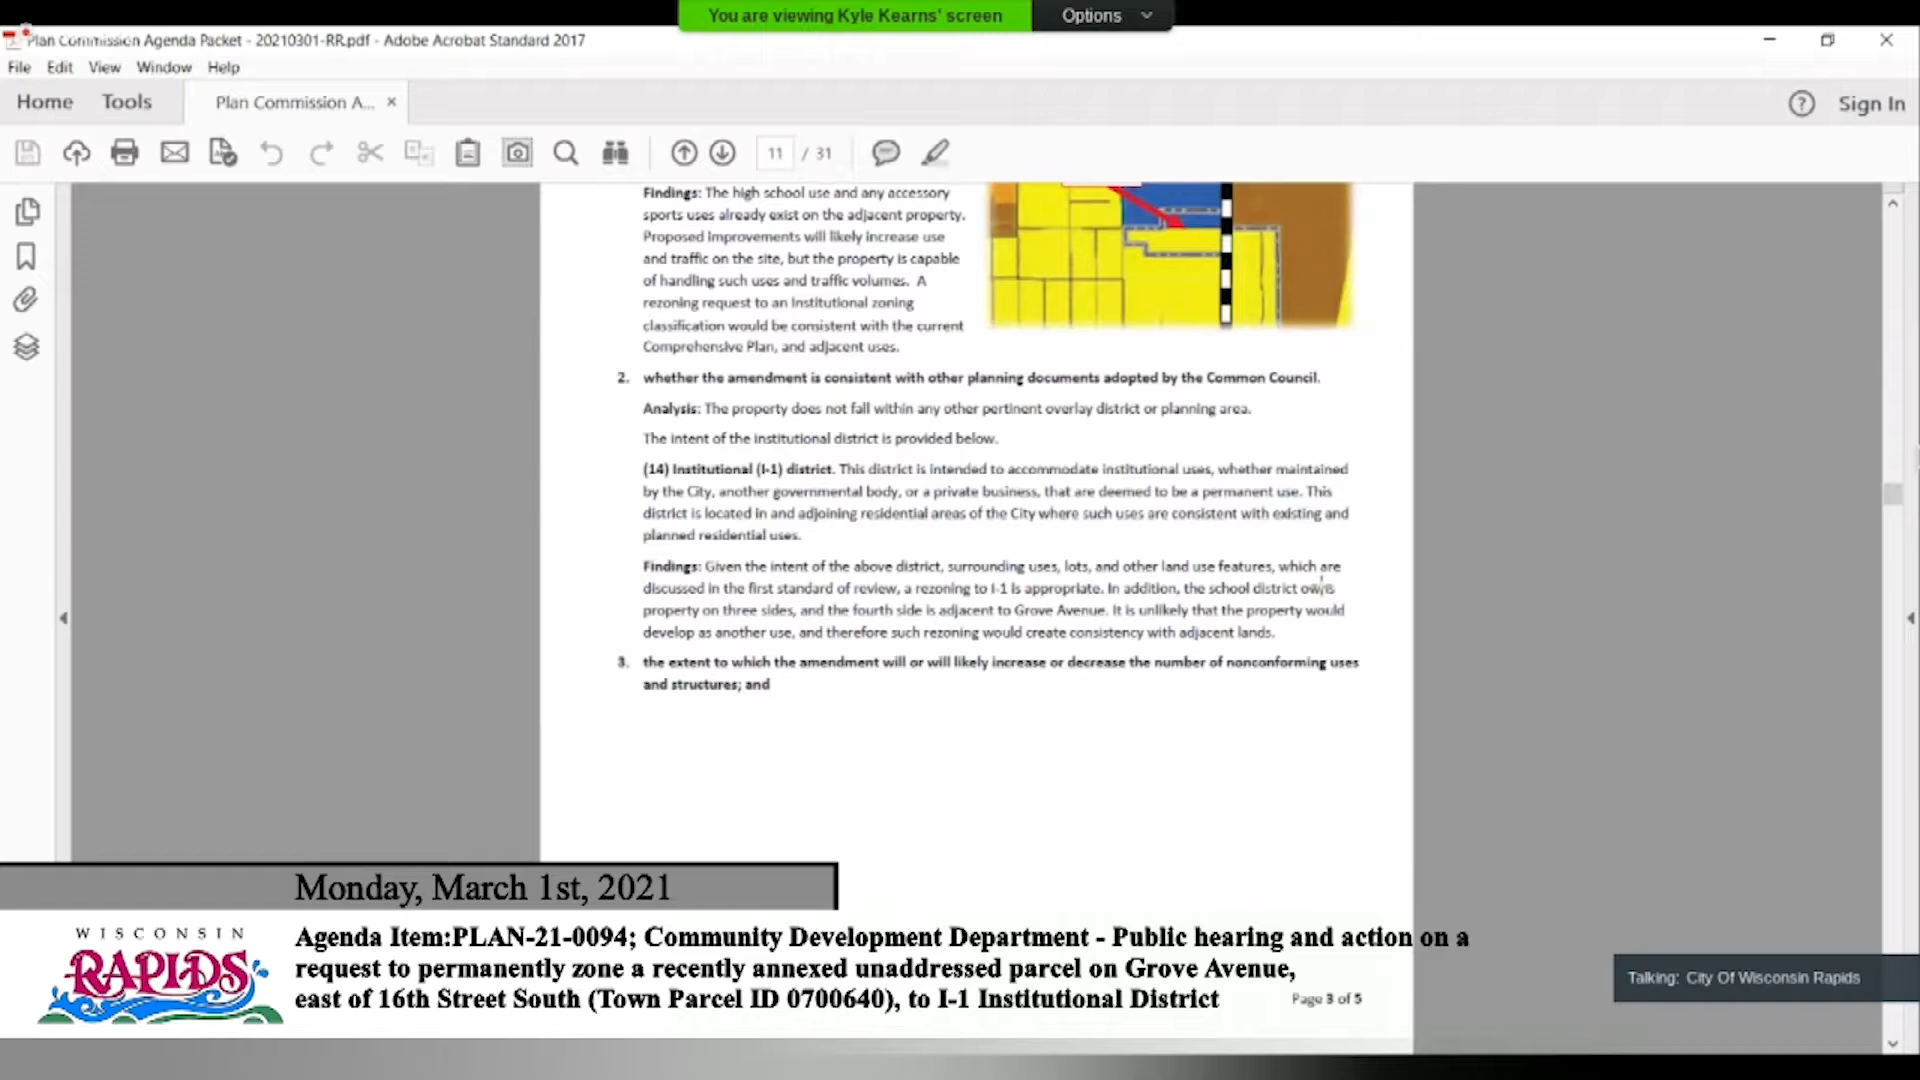 You are viewing Kyle Kearns' screen
Options
Plan Commission Agenda Packet - 20210301-RR.pdf - Adobe Acrobat Standard 2017
File Edit View Window Help
Home Tools Plan Commission A... × Sign In
11 / 31
Findings: The high school use and any accessory
sports uses already exist on the adjacent property.
Proposed improvements will likely increase use
and traffic on the site, but the property is capable
of handling such uses and traffic volumes. A
rezoning request to an Institutional zoning
classification would be consistent with the current
Comprehensive Plan, and adjacent uses.
2. whether the amendment is consistent with other planning documents adopted by the Common Council.
Analysis: The property does not fall within any other pertinent overlay district or planning area.
The intent of the institutional district is provided below.
(14) Institutional (I-1) district. This district is intended to accommodate institutional uses, whether maintained
by the City, another governmental body, or a private business, that are deemed to be a permanent use. This
district is located in and adjoining residential areas of the City where such uses are consistent with existing and
planned residential uses.
Findings: Given the intent of the above district, surrounding uses, lots, and other land use features, which are
discussed in the first standard of review, a rezoning to I-1 is appropriate. In addition, the school district owns
property on three sides, and the fourth side is adjacent to Grove Avenue. It is unlikely that the property would
develop as another use, and therefore such rezoning would create consistency with adjacent lands.
3. the extent to which the amendment will or will likely increase or decrease the number of nonconforming uses
and structures; and
Monday, March 1st, 2021
WISCONSIN
RAPIDS
Agenda Item:PLAN-21-0094; Community Development Department - Public hearing and action on a
request to permanently zone a recently annexed unaddressed parcel on Grove Avenue,
east of 16th Street South (Town Parcel ID 0700640), to I-1 Institutional District
Page 3 of 5
Talking: City Of Wisconsin Rapids